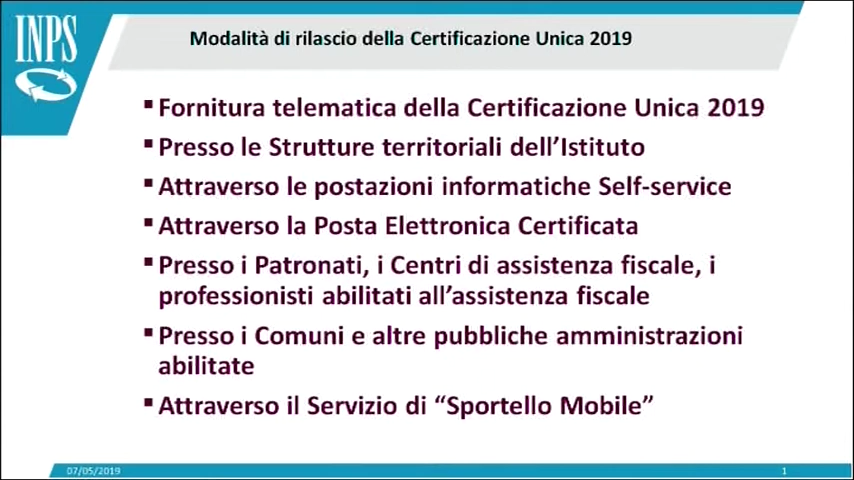 INPS
Modalità di rilascio della Certificazione Unica 2019
▪Fornitura telematica della Certificazione Unica 2019
▪Presso le Strutture territoriali dell’Istituto
▪Attraverso le postazioni informatiche Self-service
▪Attraverso la Posta Elettronica Certificata
▪Presso i Patronati, i Centri di assistenza fiscale, i
professionisti abilitati all’assistenza fiscale
▪Presso i Comuni e altre pubbliche amministrazioni
abilitate
▪Attraverso il Servizio di “Sportello Mobile”
07/05/2019
1